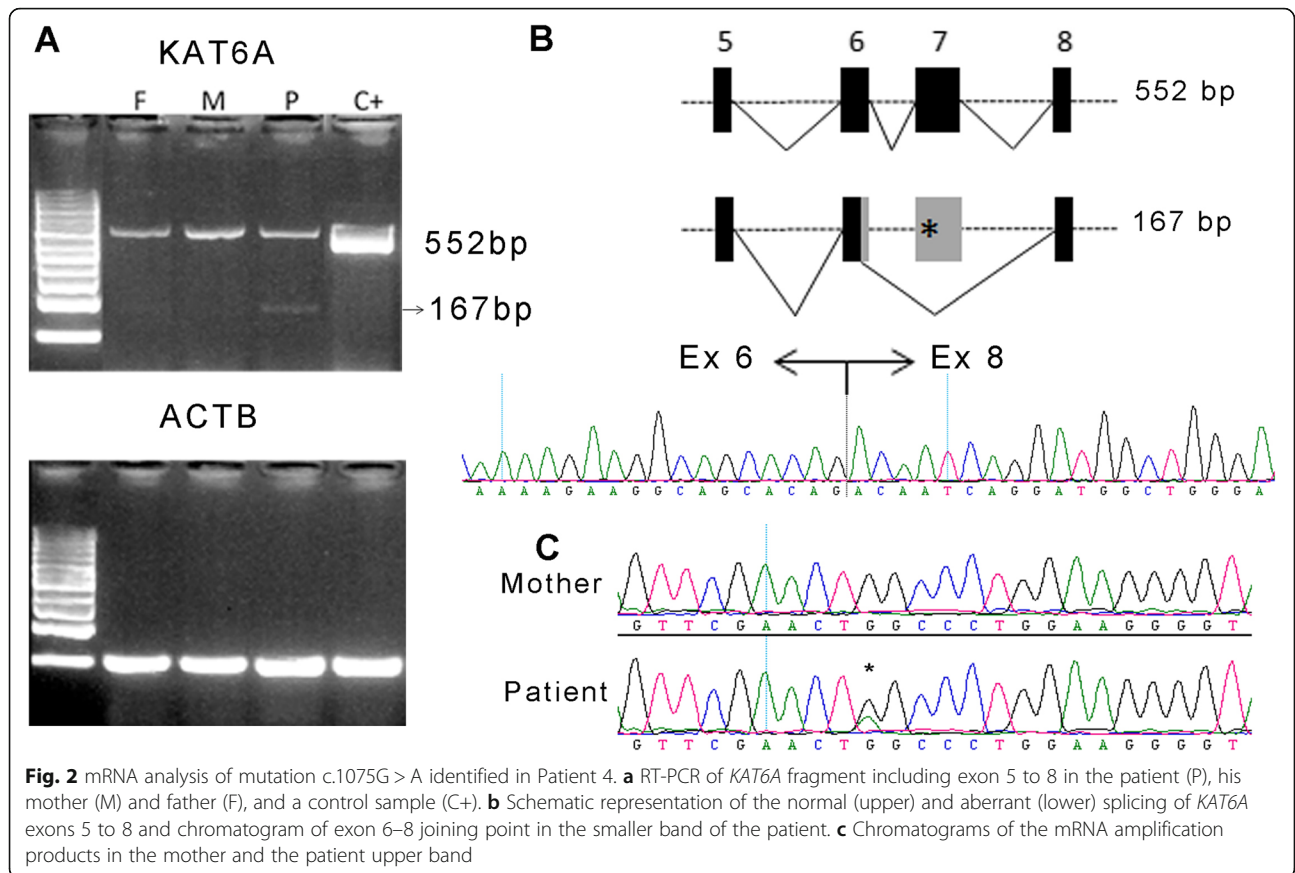 A
KAT6A
F M P C+
552bp
→167bp
ACTB
B
5 6 7 8
552 bp
* 167 bp
Ex 6 Ex 8
A A A A G A A G G C A G C A C A G A C A A T C A G G A T G G C T G G G A
C
Mother
G T T C G A A C T G G C C C T G G A A G G G G T
*
Patient
G T T C G A A C T G G C C C T G G A A G G G G T
Fig. 2 mRNA analysis of mutation c.1075G > A identified in Patient 4. a RT-PCR of KAT6A fragment including exon 5 to 8 in the patient (P), his
mother (M) and father (F), and a control sample (C+). b Schematic representation of the normal (upper) and aberrant (lower) splicing of KAT6A
exons 5 to 8 and chromatogram of exon 6–8 joining point in the smaller band of the patient. c Chromatograms of the mRNA amplification
products in the mother and the patient upper band